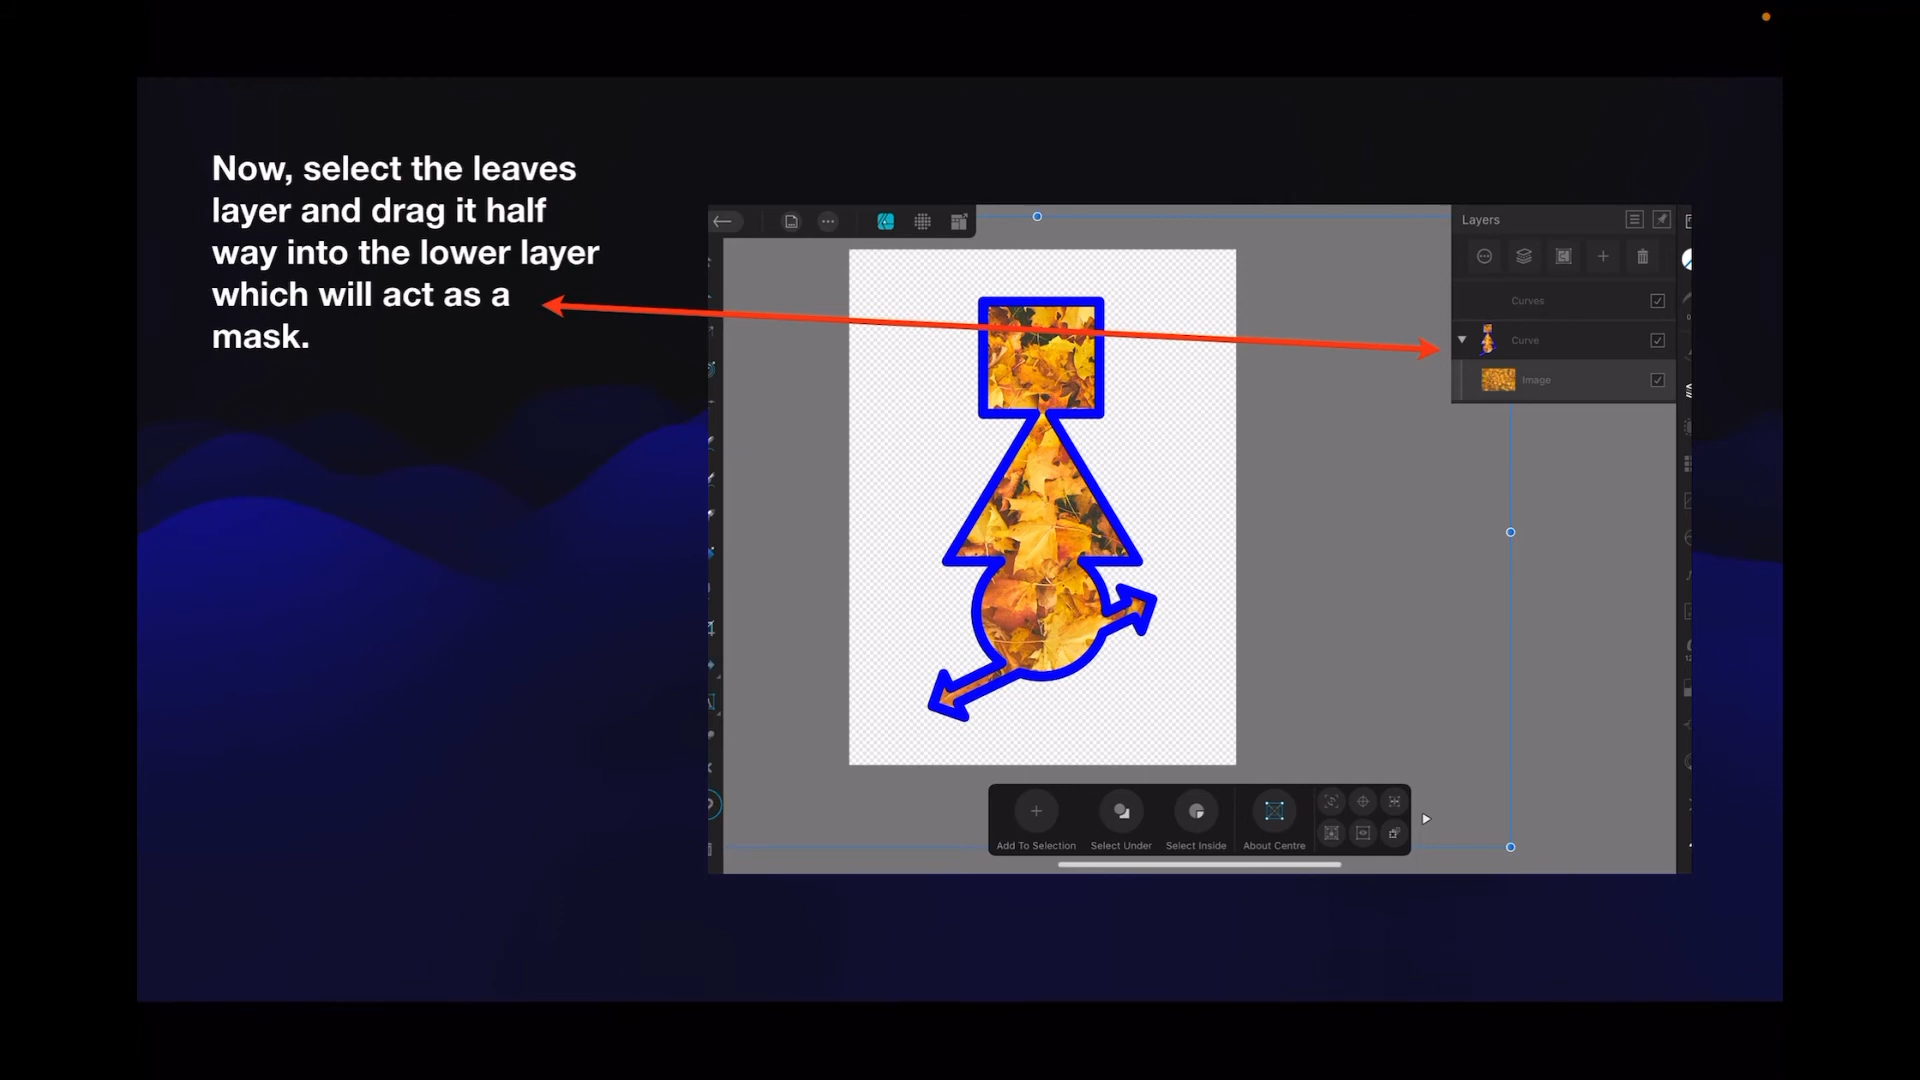 Now, select the leaves
layer and drag it half
way into the lower layer
which will act as a
mask.
Layers
Curves
Curve
Image
Add To Selection
Select Under
Select Inside
About Centre